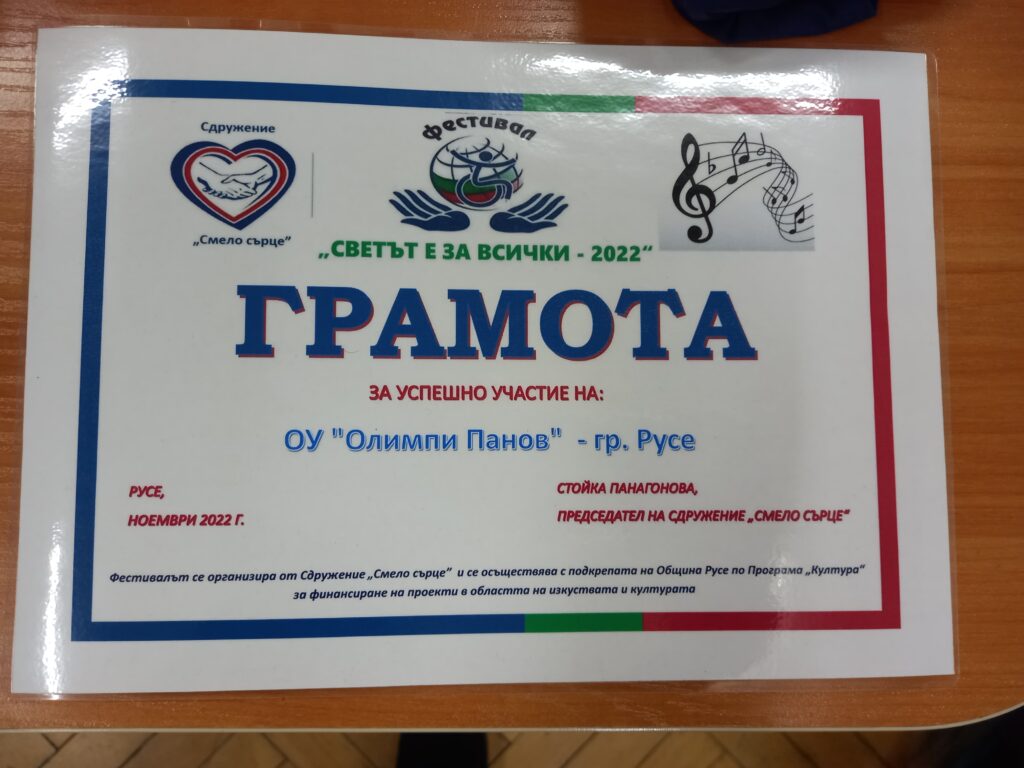 Сдружение
„Смело сърце”
фестивал
„СВЕТЪТ Е ЗА ВСИЧКИ - 2022“
ГРАМОТА
ЗА УСПЕШНО УЧАСТИЕ НА:
ОУ "Олимпи Панов" - гр. Русе
РУСЕ,
НОЕМВРИ 2022 Г.
СТОЙКА ПАНАГОНОВА,
ПРЕДСЕДАТЕЛ НА СДРУЖЕНИЕ „СМЕЛО СЪРЦЕ“
Фестивалът се организира от Сдружение „Смело сърце” и се осъществява с подкрепата на Община Русе по Програма „Култура“
за финансиране на проекти в областта на изкуствата и културата